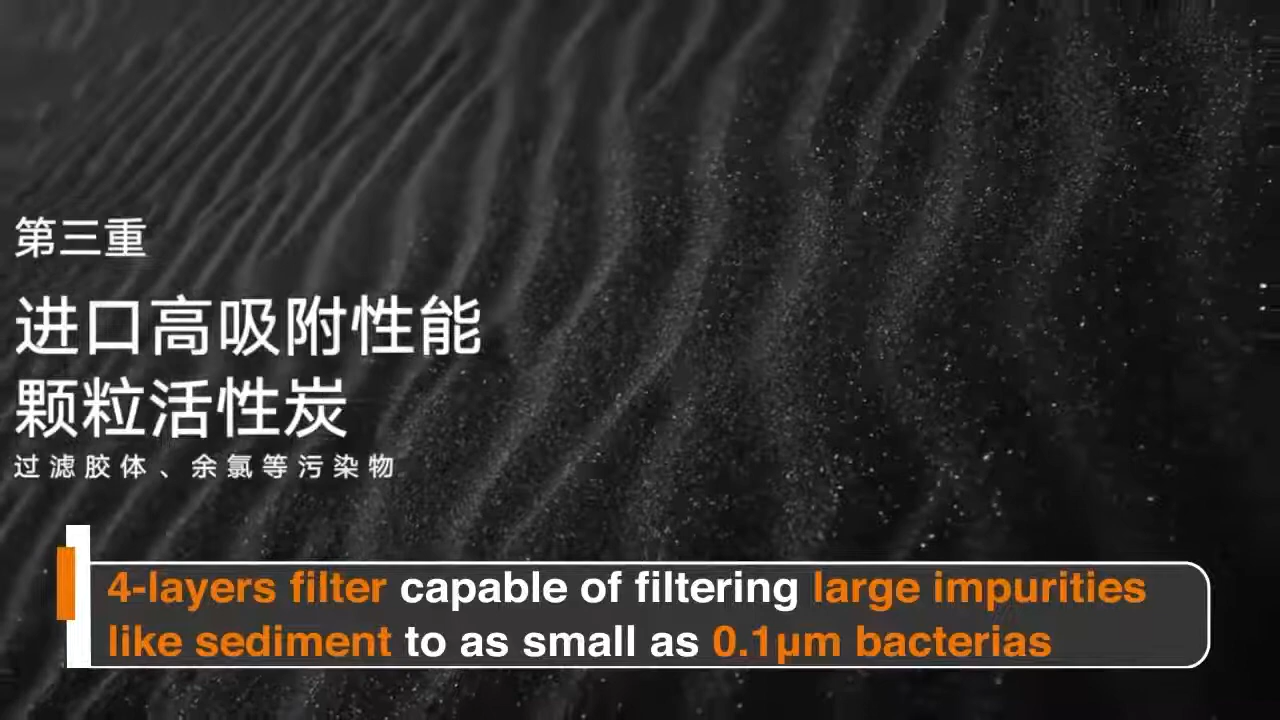 第三重
进口高吸附性能
颗粒活性炭
过滤胶体、余氯等污染物
4-layers filter capable of filtering large impurities
like sediment to as small as 0.1μm bacterias